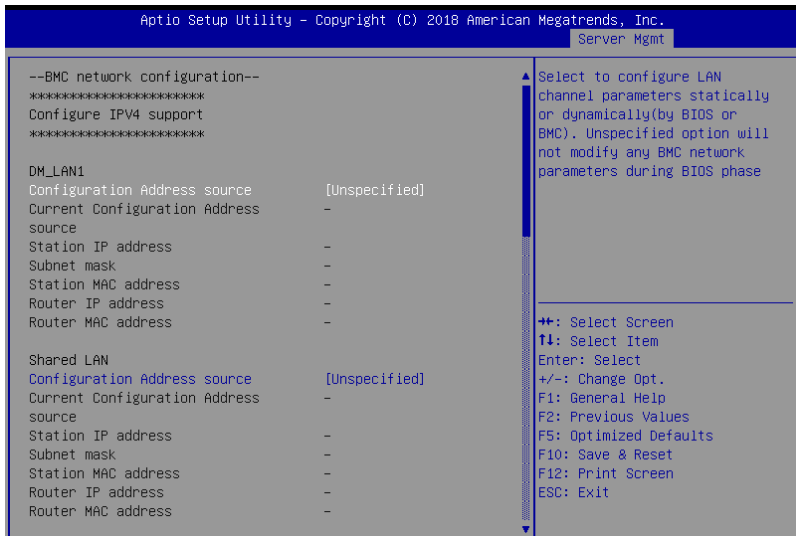 Aptio Setup Utility – Copyright (C) 2018 American Megatrends, Inc.
Server Mgmt
--BMC network configuration--
***********************
Configure IPV4 support
***********************
DM_LAN1
Configuration Address source [Unspecified]
Current Configuration Address –
source
Station IP address –
Subnet mask –
Station MAC address –
Router IP address –
Router MAC address –
Shared LAN
Configuration Address source [Unspecified]
Current Configuration Address –
source
Station IP address –
Subnet mask –
Station MAC address –
Router IP address –
Router MAC address –
Select to configure LAN
channel parameters statically
or dynamically(by BIOS or
BMC). Unspecified option will
not modify any BMC network
parameters during BIOS phase
→←: Select Screen
↑↓: Select Item
Enter: Select
+/-: Change Opt.
F1: General Help
F2: Previous Values
F5: Optimized Defaults
F10: Save & Reset
F12: Print Screen
ESC: Exit